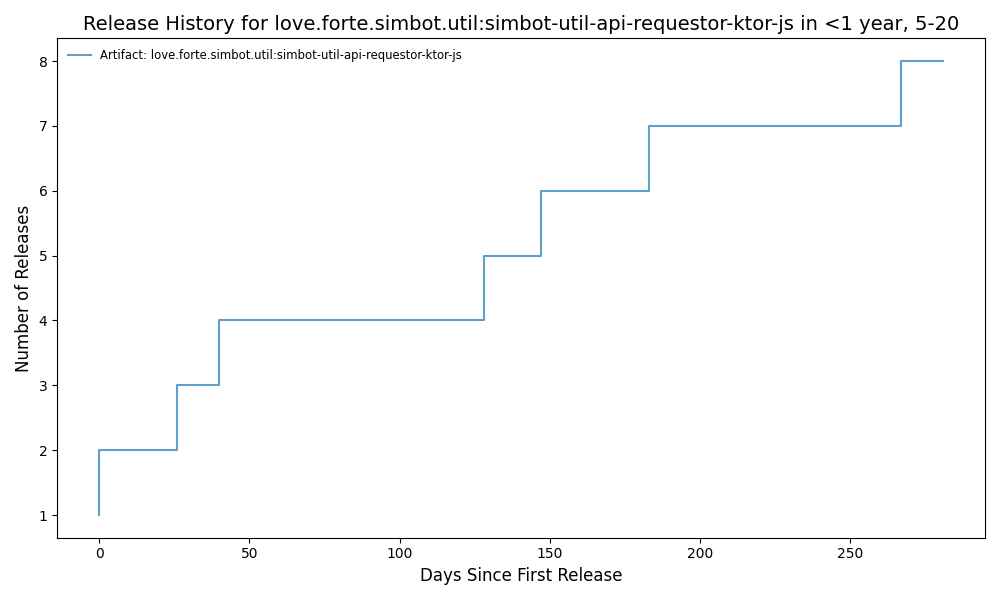 Release History for love.forte.simbot.util:simbot-util-api-requestor-ktor-js in <1 year, 5-20
Artifact: love.forte.simbot.util:simbot-util-api-requestor-ktor-js
Number of Releases
8
7
6
5
4
3
2
1
0 50 100 150 200 250
Days Since First Release